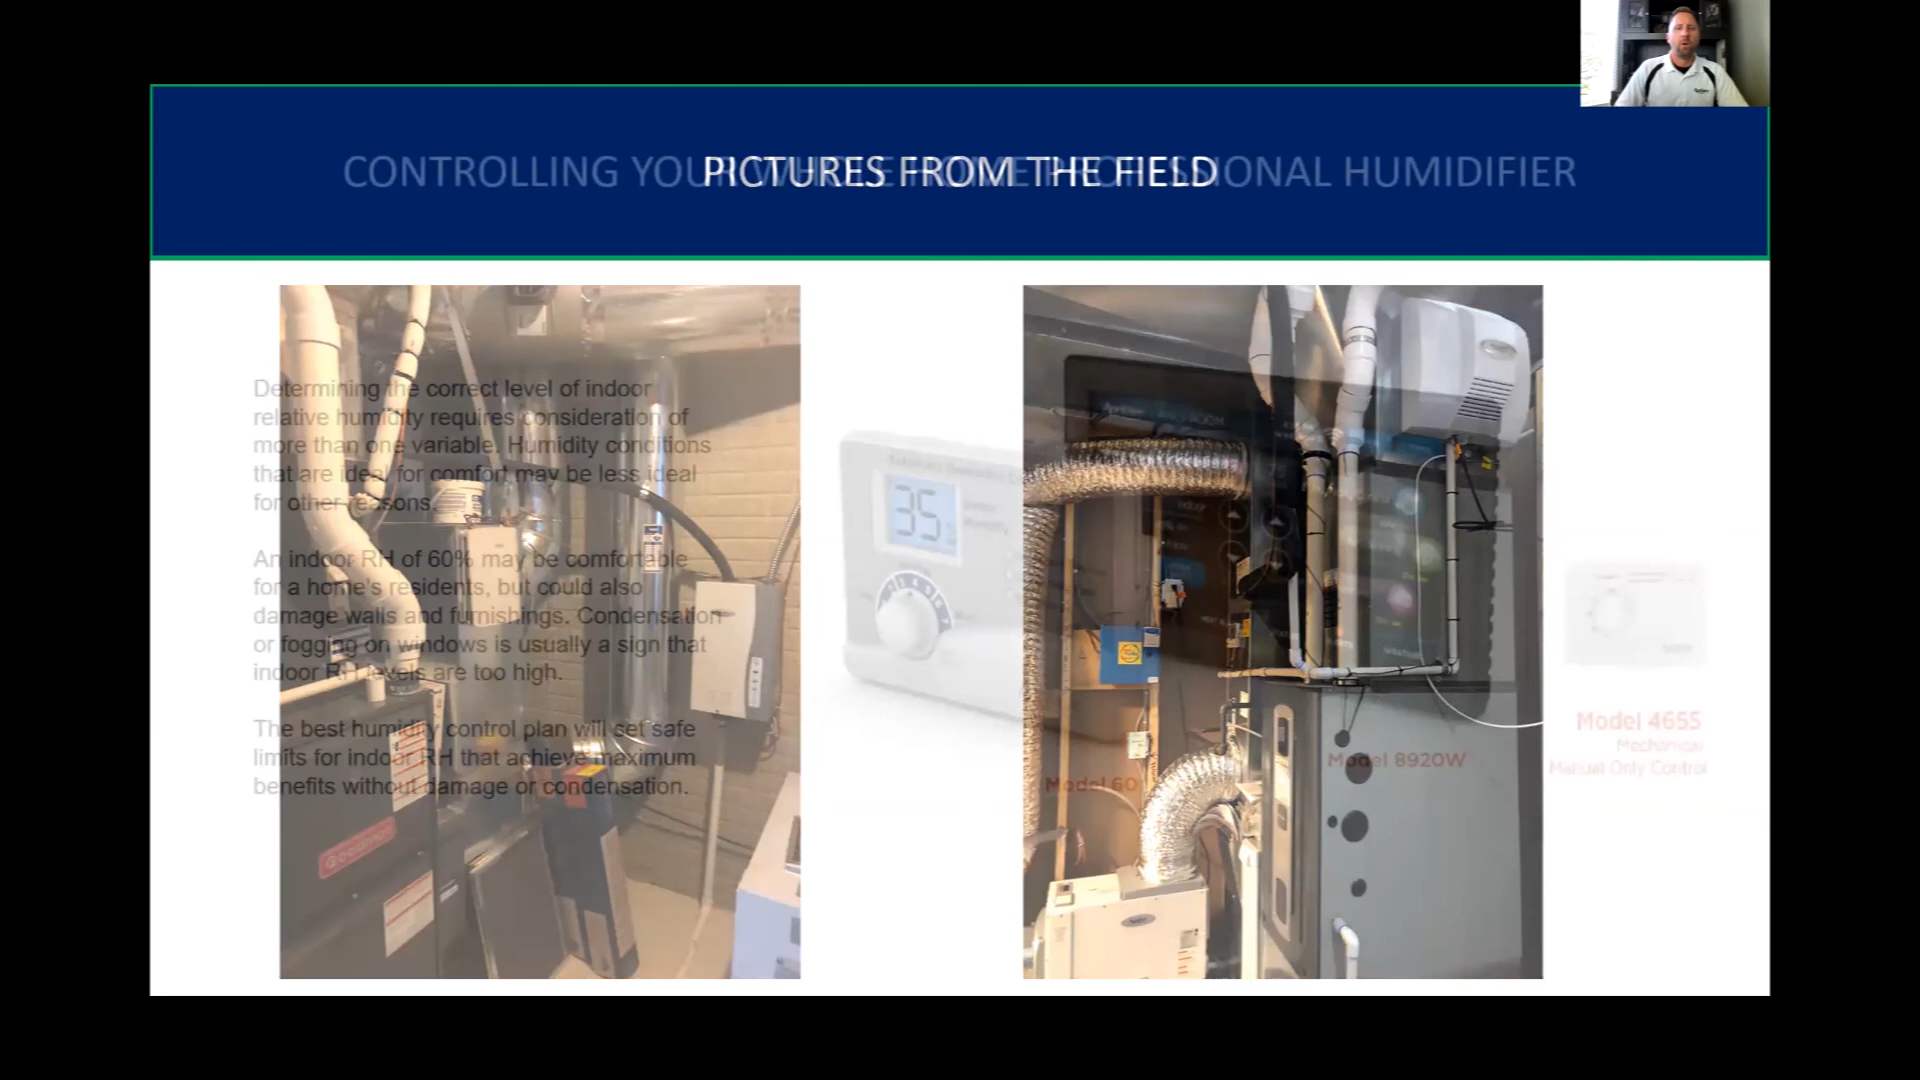 CONTROLLING YOUR WHOLE HOME PROFESSIONAL HUMIDIFIER
PICTURES FROM THE FIELD
Determining the correct level of indoor
relative humidity requires consideration of
more than one variable. Humidity conditions
that are ideal for comfort may be less ideal
for other reasons.
An indoor RH of 60% may be comfortable
for a home's residents, but could also
damage walls and furnishings. Condensation
or fogging on windows is usually a sign that
indoor RH levels are too high.
The best humidity control plan will set safe
limits for indoor RH that achieve maximum
benefits without damage or condensation.
35
Goodman
Model 60
Model 8920W
Model 4655
Mechanical
Manual Only Control